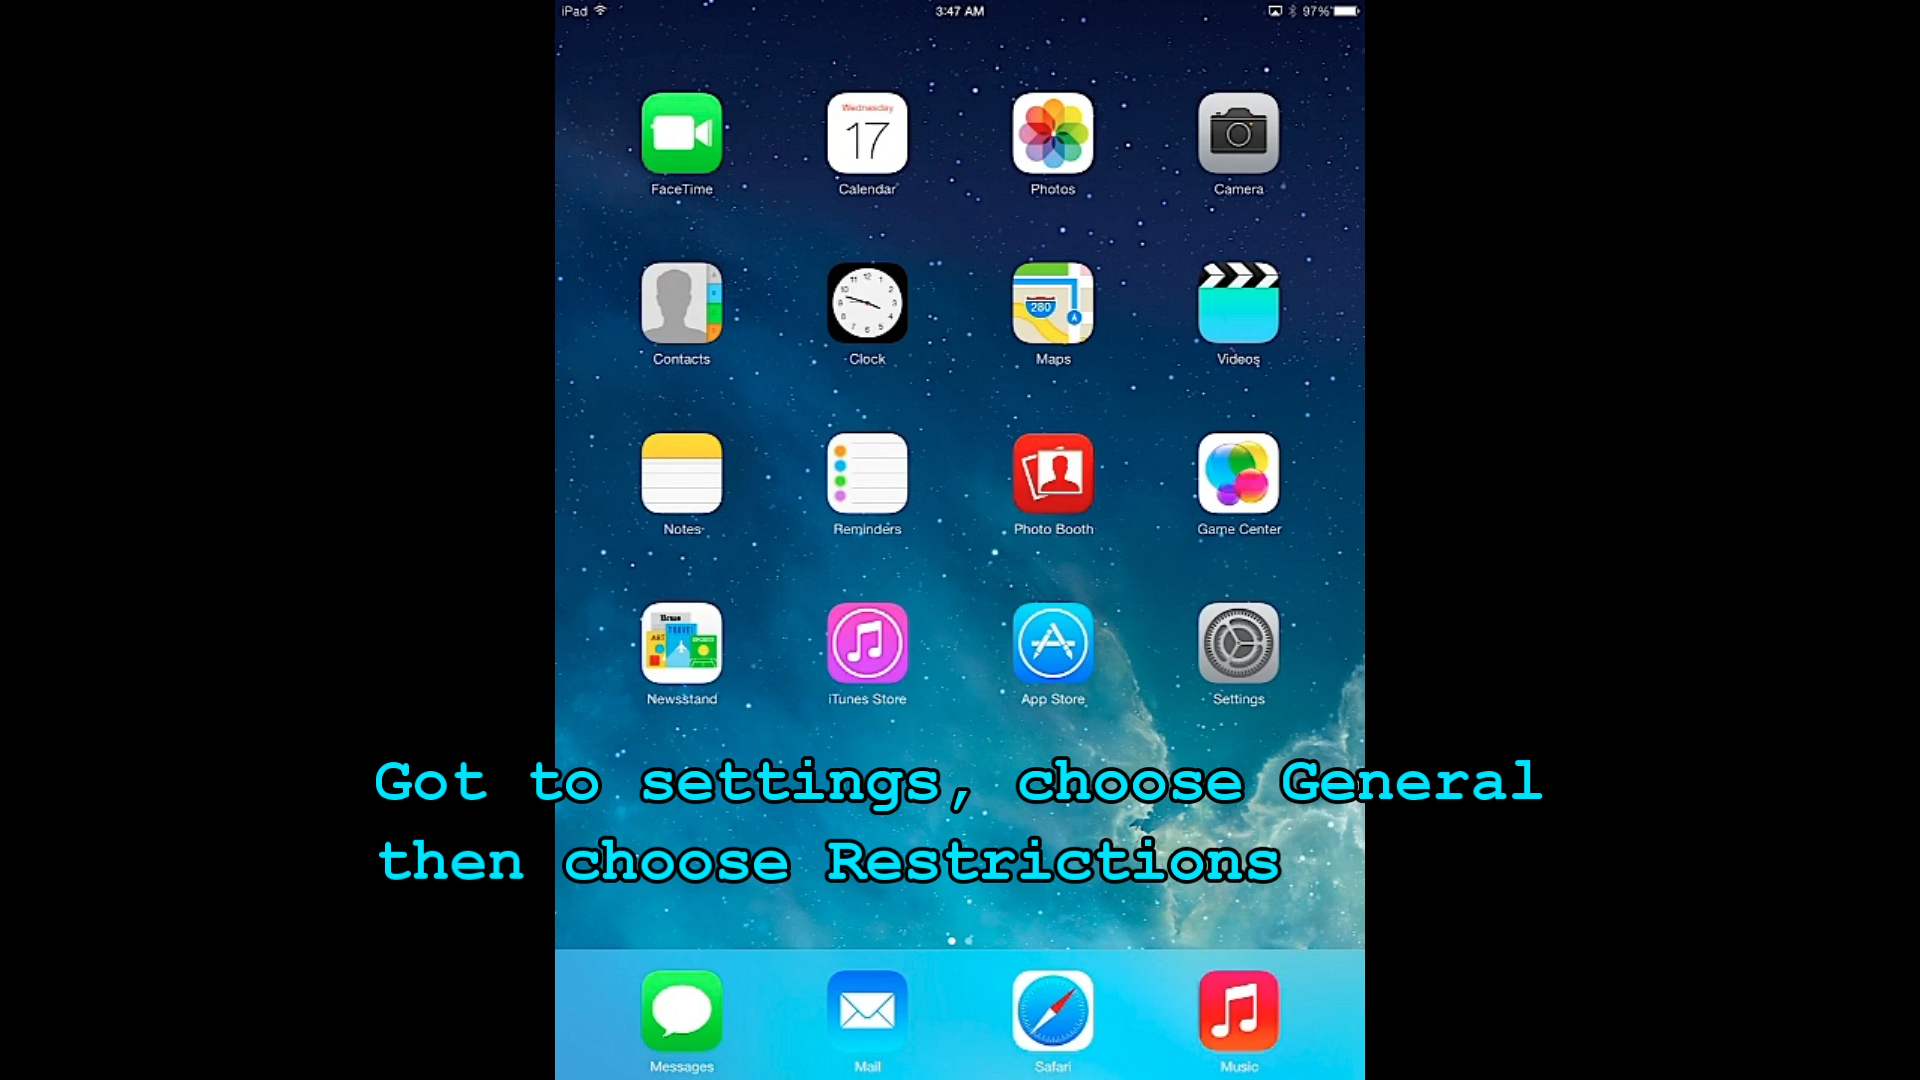 iPad 3:47 AM 97%
Wednesday
17
FaceTime Calendar Photos Camera
280
Contacts Clock Maps Videos
Notes Reminders Photo Booth Game Center
Newsstand iTunes Store App Store Settings
Got to settings, choose General
then choose Restrictions
Messages Mail Safari Music